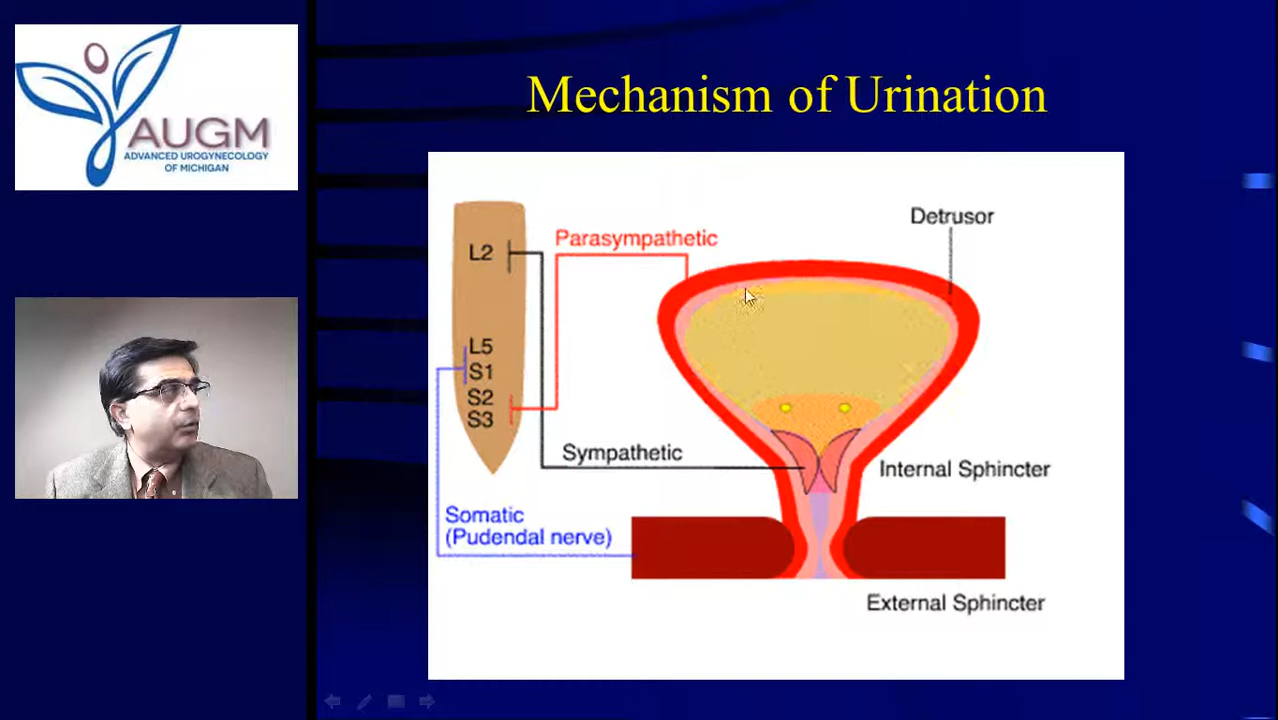 AUGM
ADVANCED UROGYNECOLOGY
OF MICHIGAN
Mechanism of Urination
Detrusor
Parasympathetic
L2
L5
S1
S2
S3
Sympathetic
Internal Sphincter
Somatic
(Pudendal nerve)
External Sphincter